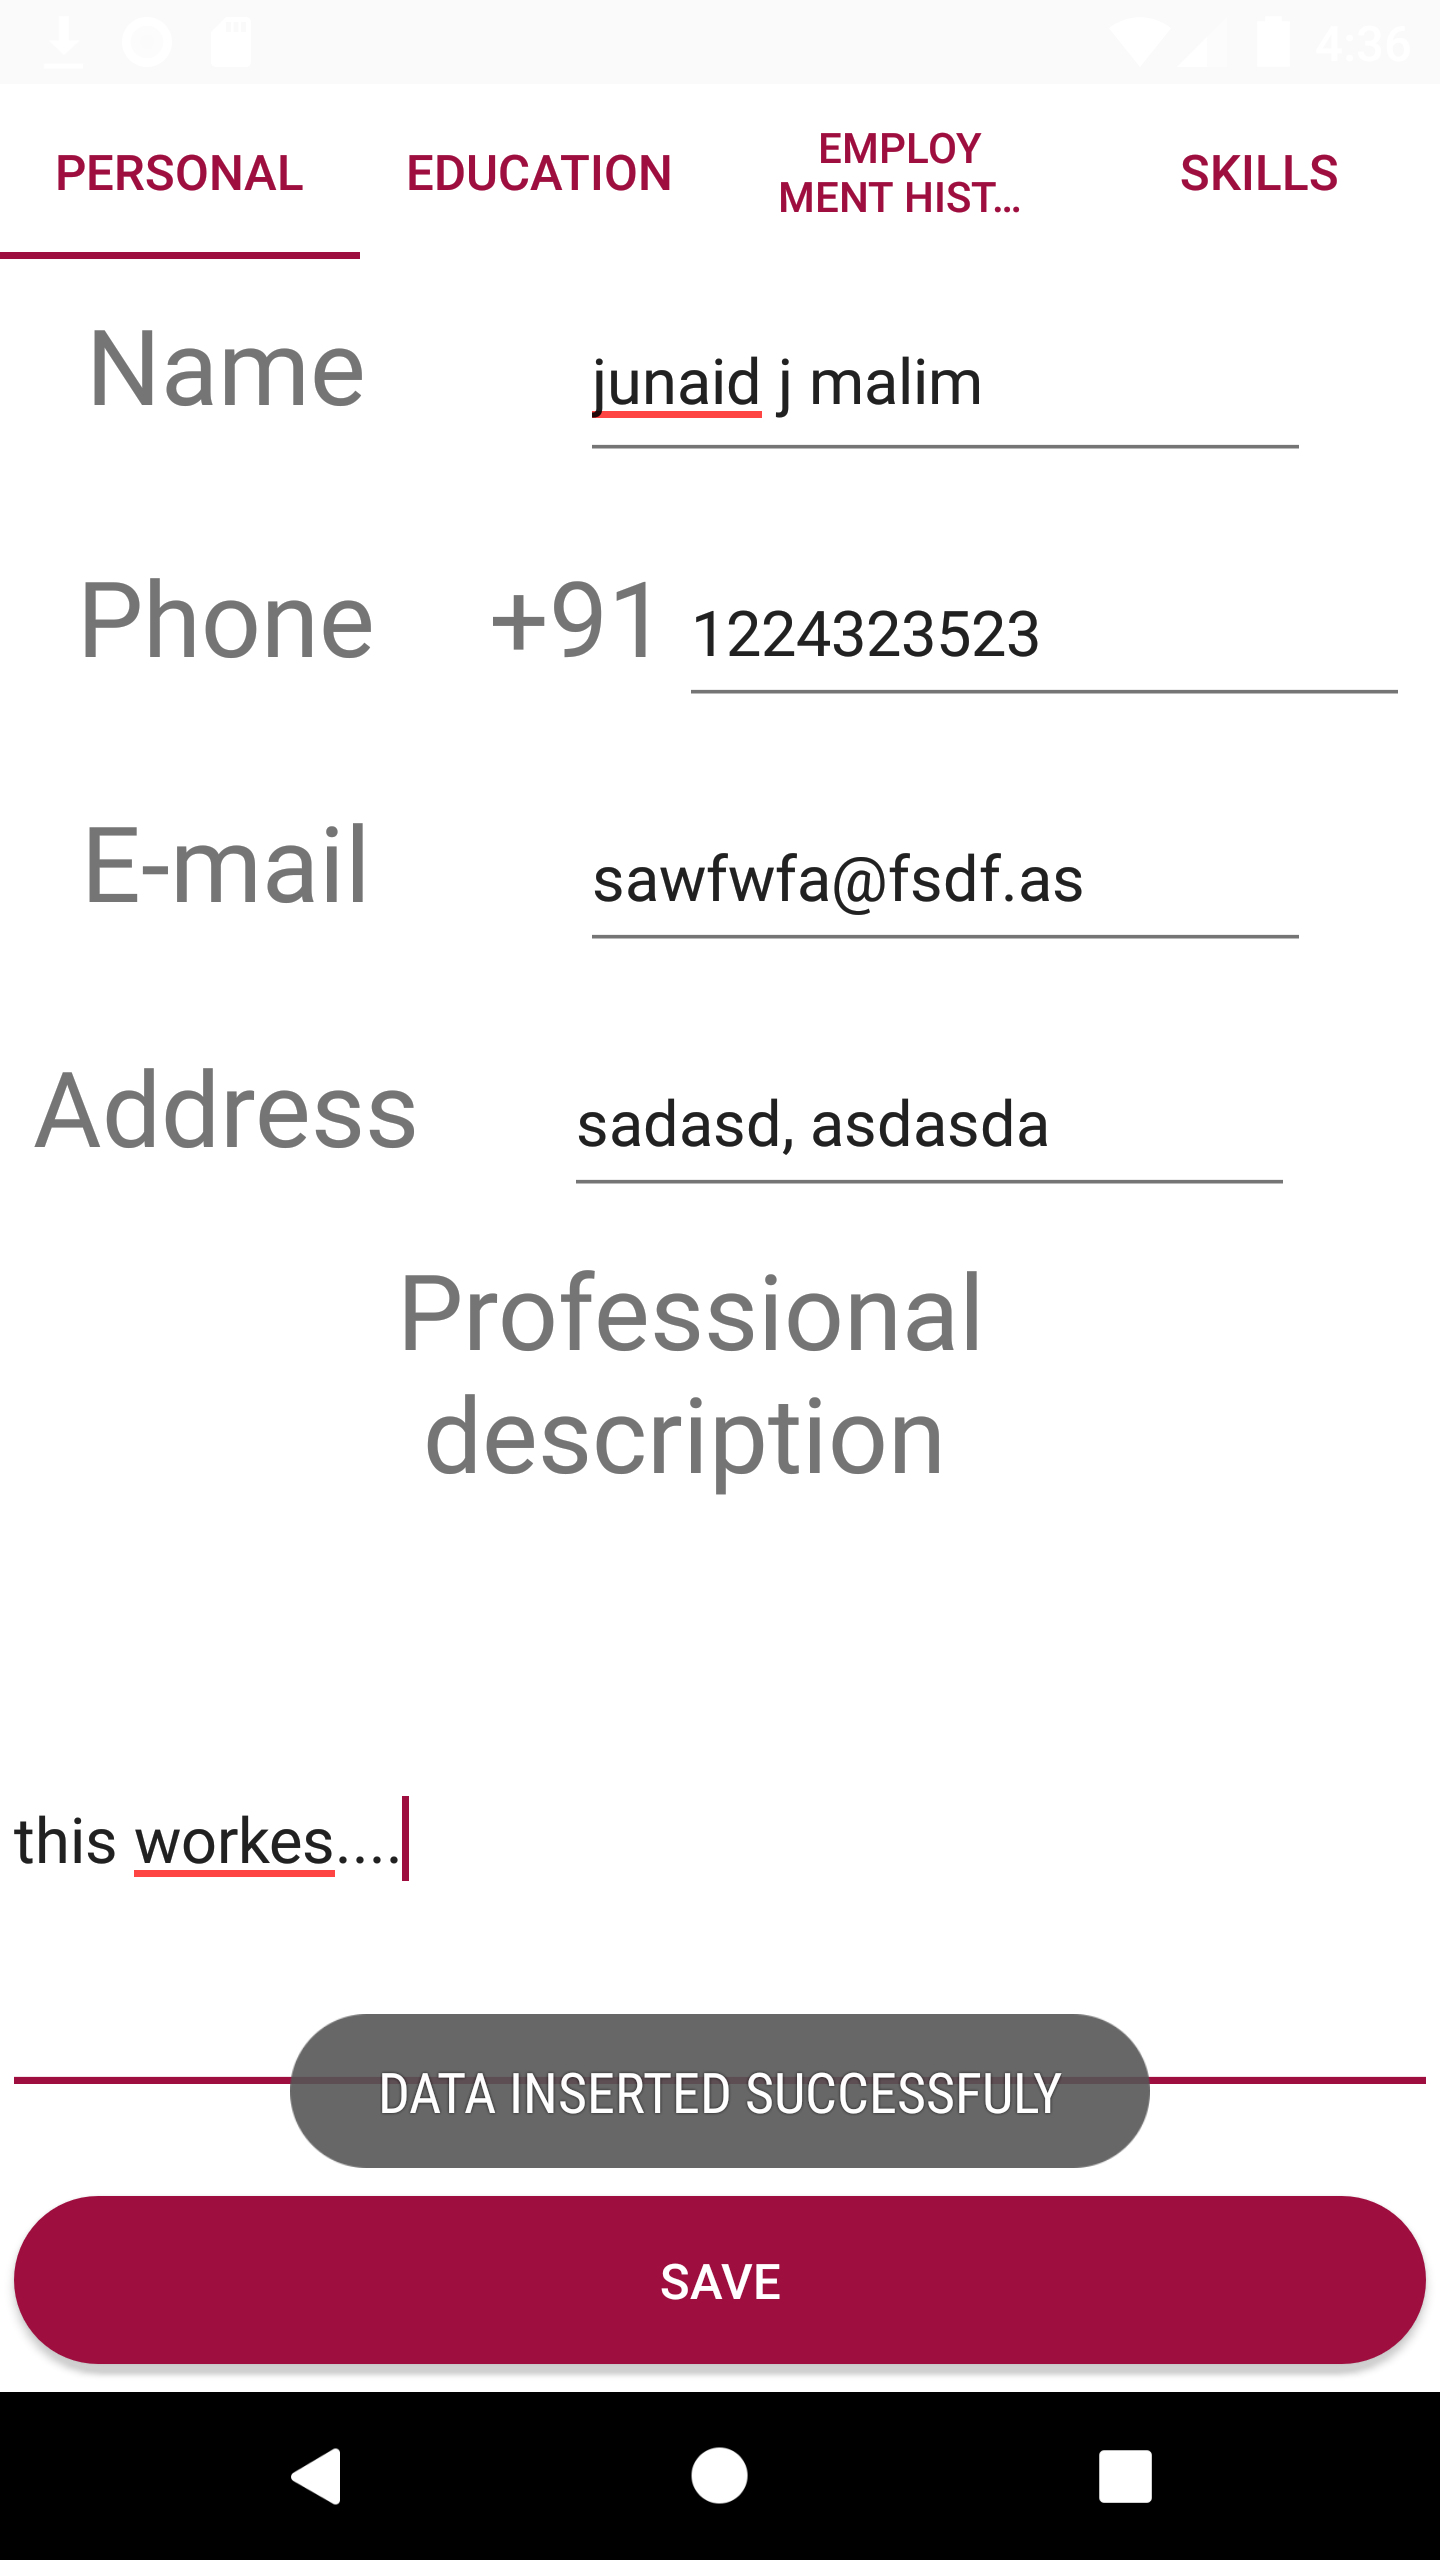 4:36
PERSONAL
EDUCATION
EMPLOY
MENT HIST...
SKILLS
Name
junaid j malim
Phone
+91
1224323523
E-mail
sawfwfa@fsdf.as
Address
sadasd, asdasda
Professional
description
this workes....
DATA INSERTED SUCCESSFULY
SAVE